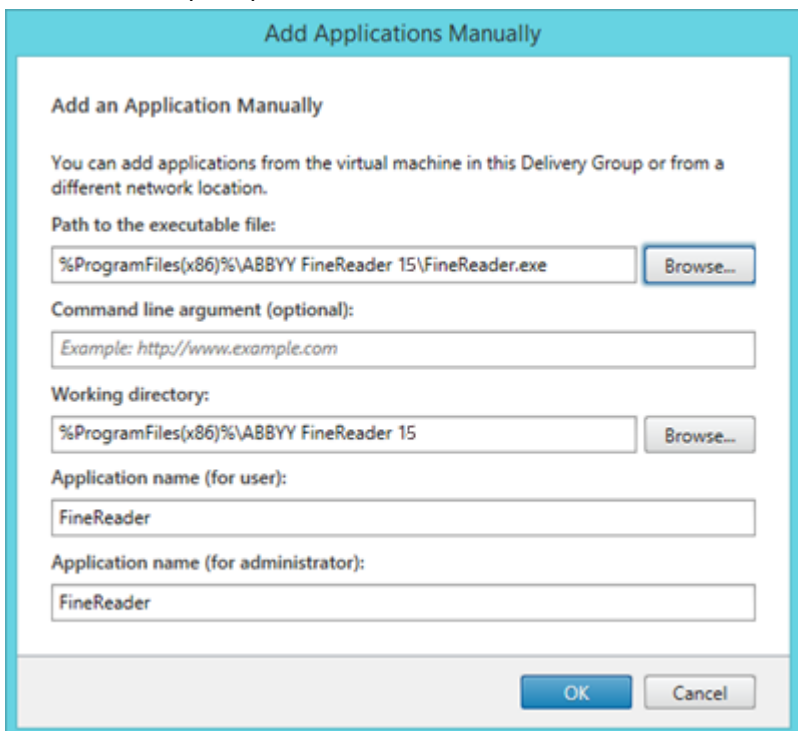 Add Applications Manually
Add an Application Manually
You can add applications from the virtual machine in this Delivery Group or from a
different network location.
Path to the executable file:
%ProgramFiles(x86)%\ABBYY FineReader 15\FineReader.exe
Browse...
Command line argument (optional):
Example: http://www.example.com
Working directory:
%ProgramFiles(x86)%\ABBYY FineReader 15
Browse...
Application name (for user):
FineReader
Application name (for administrator):
FineReader
OK
Cancel